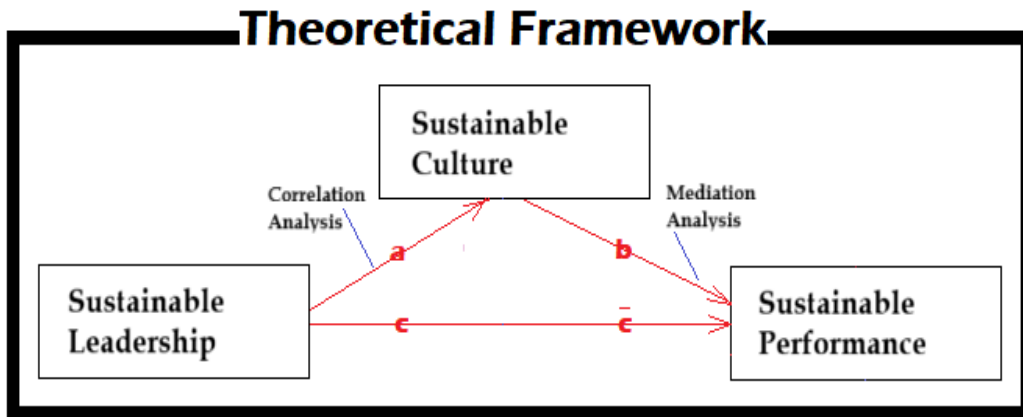 Theoretical Framework
Sustainable
Culture
Correlation
Analysis
Mediation
Analysis
a
b
Sustainable
Leadership
c
c̄
Sustainable
Performance